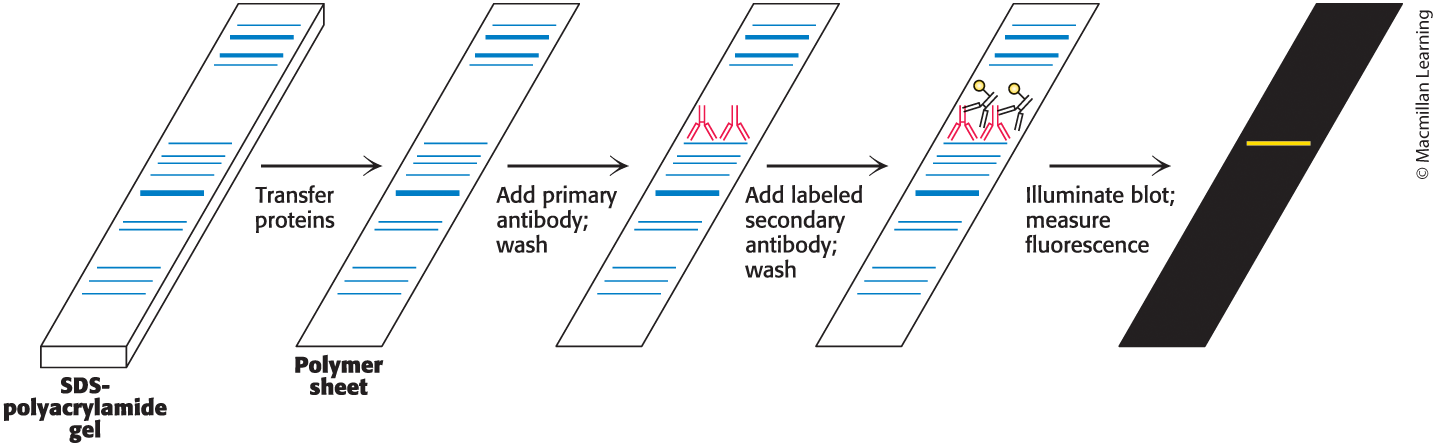 Transfer
proteins
Add primary
antibody;
wash
Add labeled
secondary
antibody;
wash
Illuminate blot;
measure
fluorescence
SDS-
polyacrylamide
gel
Polymer
sheet
© Macmillan Learning